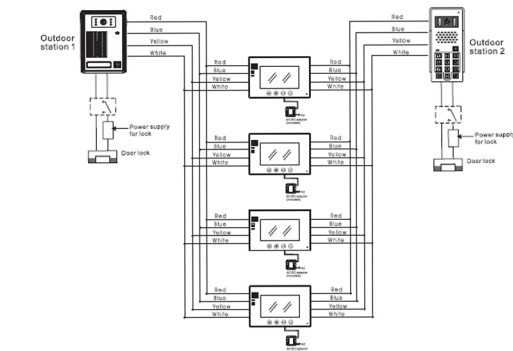 Red
Blue
Yellow
White
Outdoor
station 1
Red
Blue
Yellow
White
Outdoor
station 2
Power supply
for lock
Door lock
Power supply
for lock
Door lock
Red
Blue
Yellow
White
Red
Blue
Yellow
White
Red
Blue
Yellow
White
Red
Blue
Yellow
White
Red
Blue
Yellow
White
Red
Blue
Yellow
White
Red
Blue
Yellow
White
Red
Blue
Yellow
White